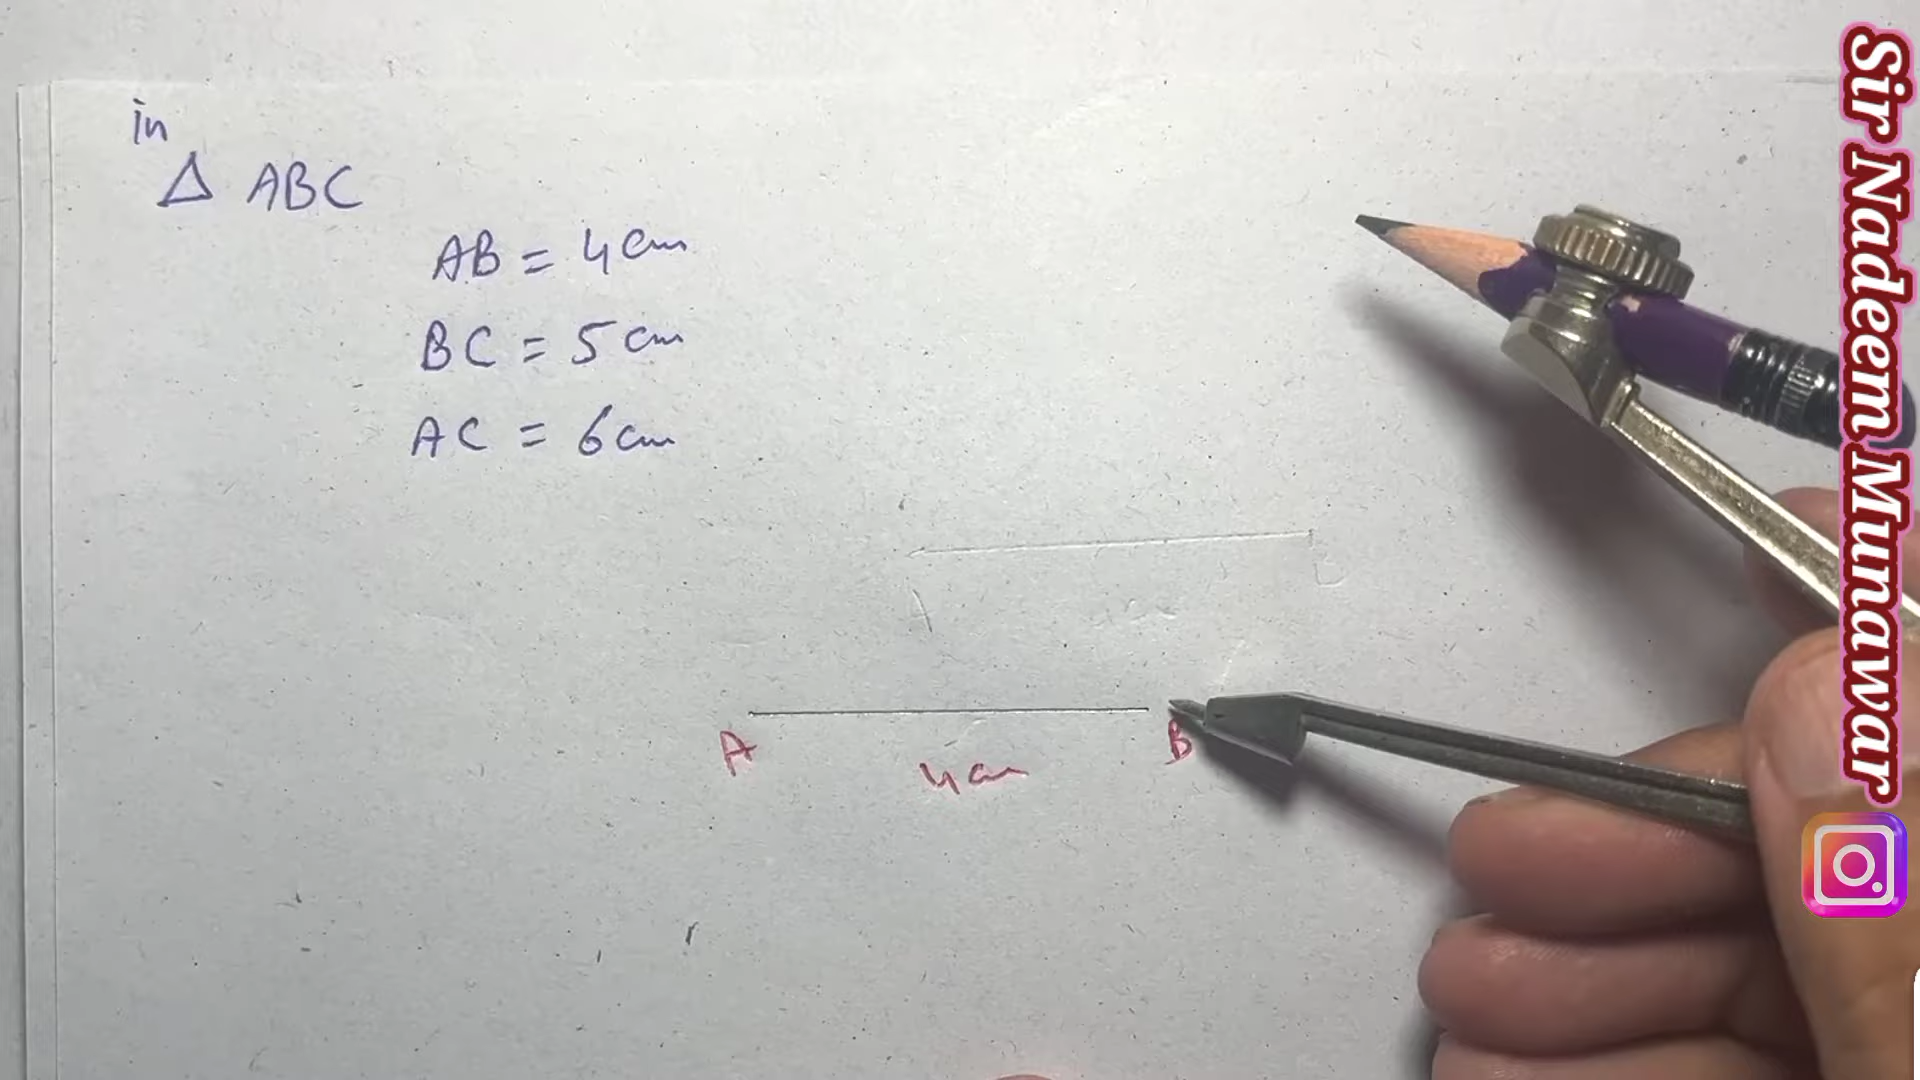 in
Δ ABC
AB = 4cm
BC = 5cm
AC = 6cm
A
B
A
B
4cm
Sir Nadeem Munawar